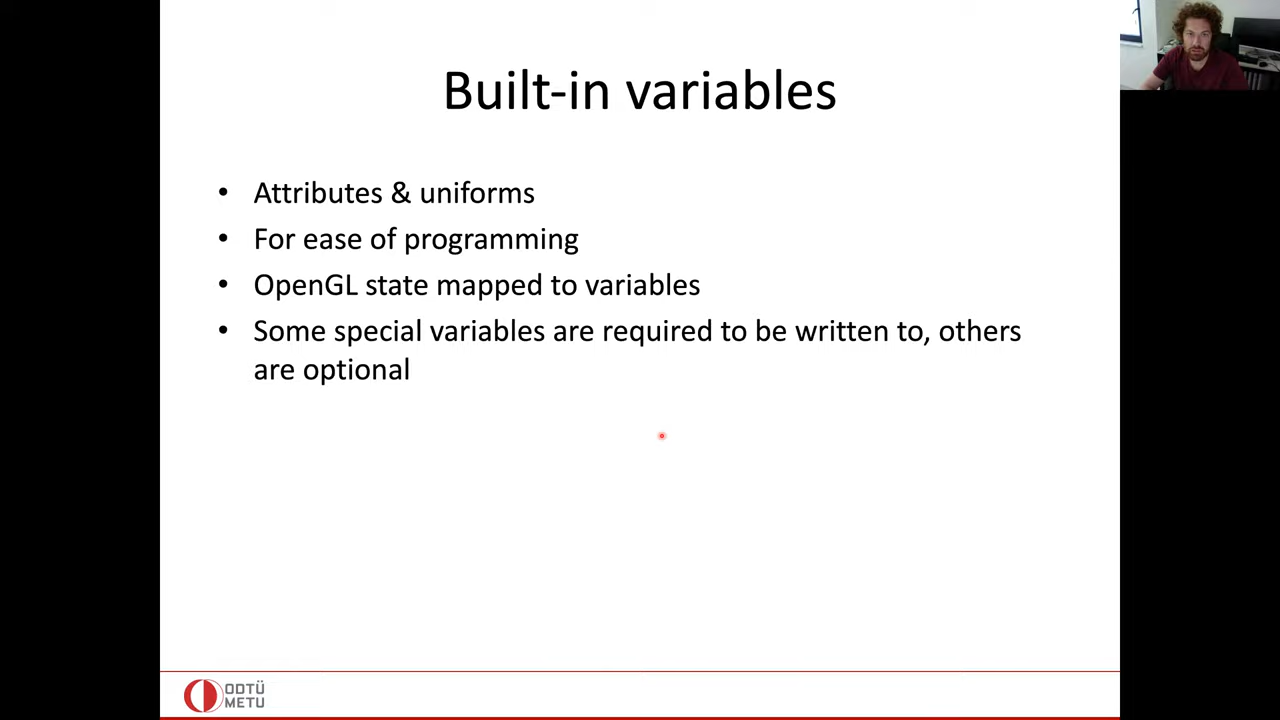 Built-in variables
• Attributes & uniforms
• For ease of programming
• OpenGL state mapped to variables
• Some special variables are required to be written to, others
are optional
ODTÜ
METU